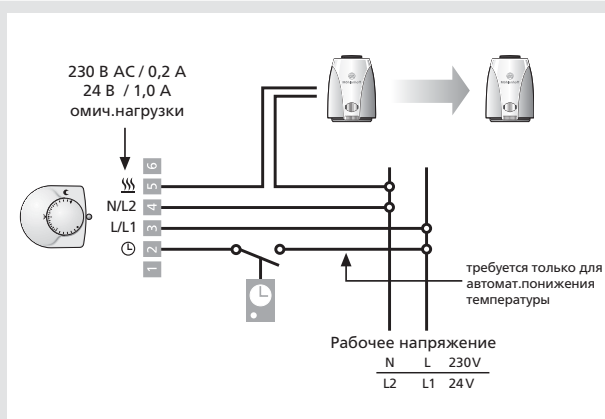 230 В AC / 0,2 А
24 В / 1,0 А
омич.нагрузки
6
5
N/L2 4
L/L1 3
2
1
требуется только для
автомат.понижения
температуры
Рабочее напряжение
N L 230V
L2 L1 24V